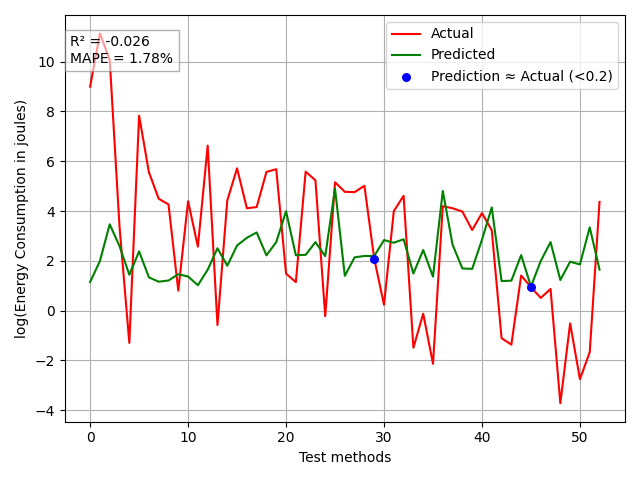 R² = -0.026
MAPE = 1.78%
Actual
Predicted
Prediction ≈ Actual (<0.2)
log(Energy Consumption in joules)
10
8
6
4
2
0
−2
−4
0
10
20
30
40
50
Test methods